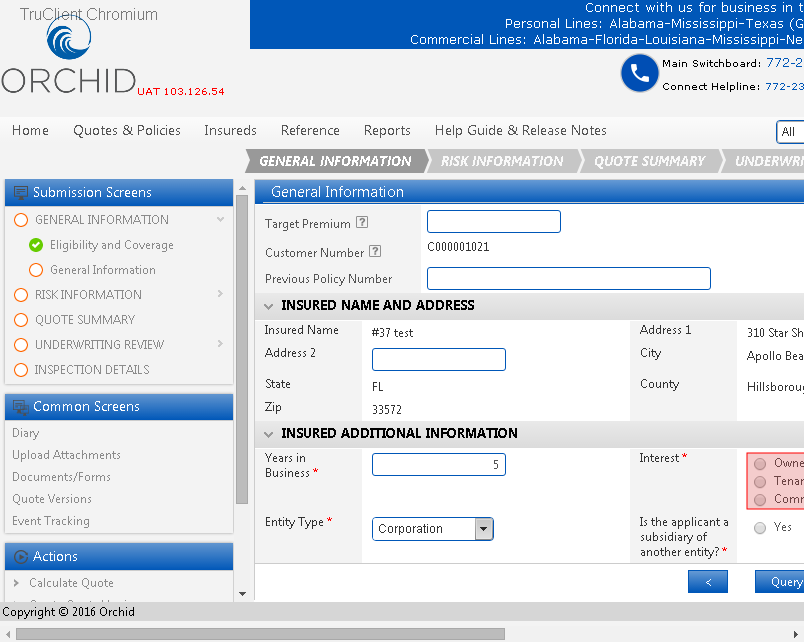 TruClient Chromium
Connect with us for business in t
Personal Lines: Alabama-Mississippi-Texas (G
Commercial Lines: Alabama-Florida-Louisiana-Mississippi-Ne
ORCHID
UAT 103.126.54
Main Switchboard: 772-2
Connect Helpline: 772-23
Home Quotes & Policies Insureds Reference Reports Help Guide & Release Notes All
GENERAL INFORMATION RISK INFORMATION QUOTE SUMMARY UNDERWRI
Submission Screens
GENERAL INFORMATION
Eligibility and Coverage
General Information
RISK INFORMATION
QUOTE SUMMARY
UNDERWRITING REVIEW
INSPECTION DETAILS
Common Screens
Diary
Upload Attachments
Documents/Forms
Quote Versions
Event Tracking
Actions
Calculate Quote
General Information
Target Premium ?
Customer Number ? C000001021
Previous Policy Number
INSURED NAME AND ADDRESS
Insured Name #37 test Address 1 310 Star Sh
Address 2 City Apollo Bea
State FL County Hillsborou
Zip 33572
INSURED ADDITIONAL INFORMATION
Years in
Business * 5
Interest * Owne
Tenan
Comm
Entity Type * Corporation
Is the applicant a
subsidiary of
another entity? *
Yes
< Query
Copyright © 2016 Orchid